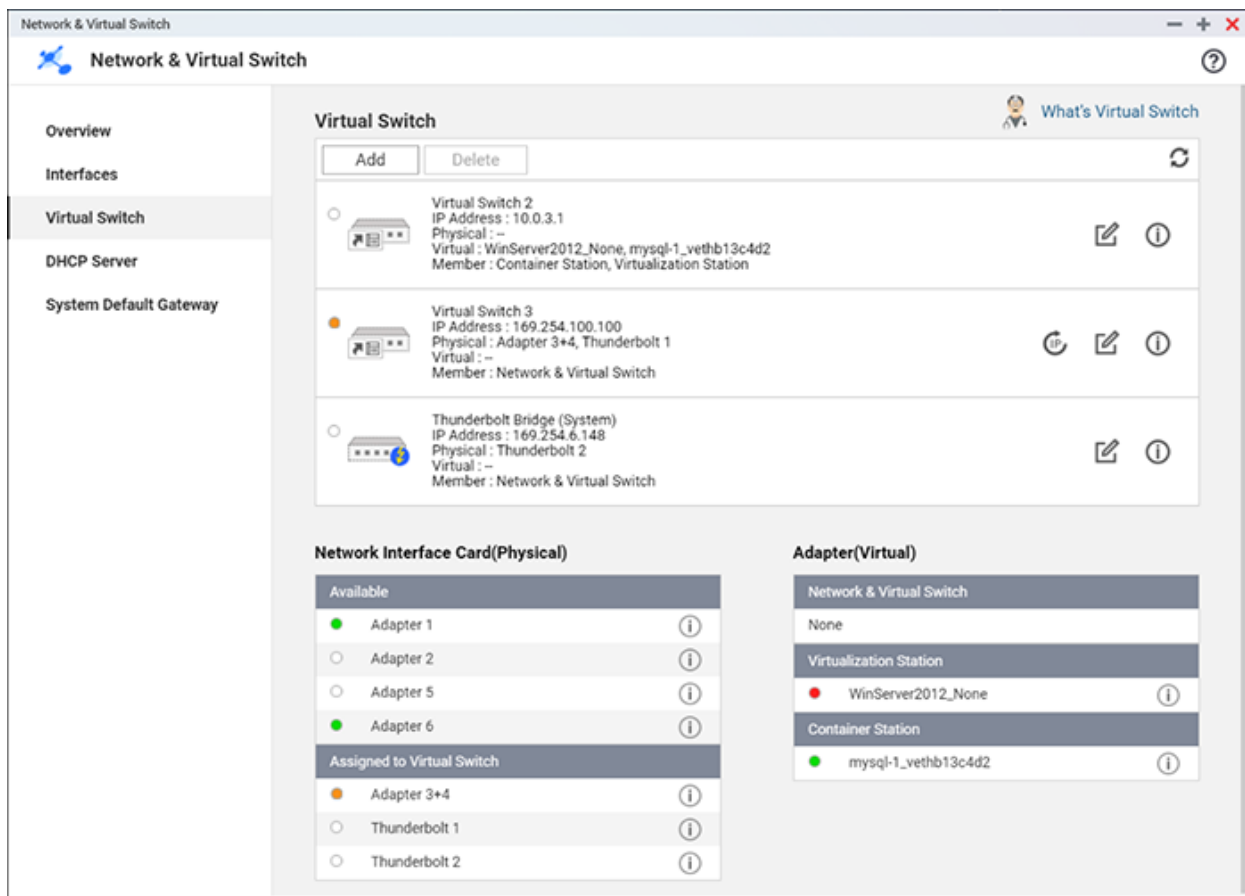 Network & Virtual Switch
Network & Virtual Switch
Overview
Interfaces
Virtual Switch
DHCP Server
System Default Gateway
Virtual Switch
What's Virtual Switch
Add
Delete
Virtual Switch 2
IP Address : 10.0.3.1
Physical : --
Virtual : WinServer2012_None, mysql-1_vethb13c4d2
Member : Container Station, Virtualization Station
Virtual Switch 3
IP Address : 169.254.100.100
Physical : Adapter 3+4, Thunderbolt 1
Virtual : --
Member : Network & Virtual Switch
IP
Thunderbolt Bridge (System)
IP Address : 169.254.6.148
Physical : Thunderbolt 2
Virtual : --
Member : Network & Virtual Switch
Network Interface Card(Physical)
Available
Adapter 1
Adapter 2
Adapter 5
Adapter 6
Assigned to Virtual Switch
Adapter 3+4
Thunderbolt 1
Thunderbolt 2
Adapter(Virtual)
Network & Virtual Switch
None
Virtualization Station
WinServer2012_None
Container Station
mysql-1_vethb13c4d2